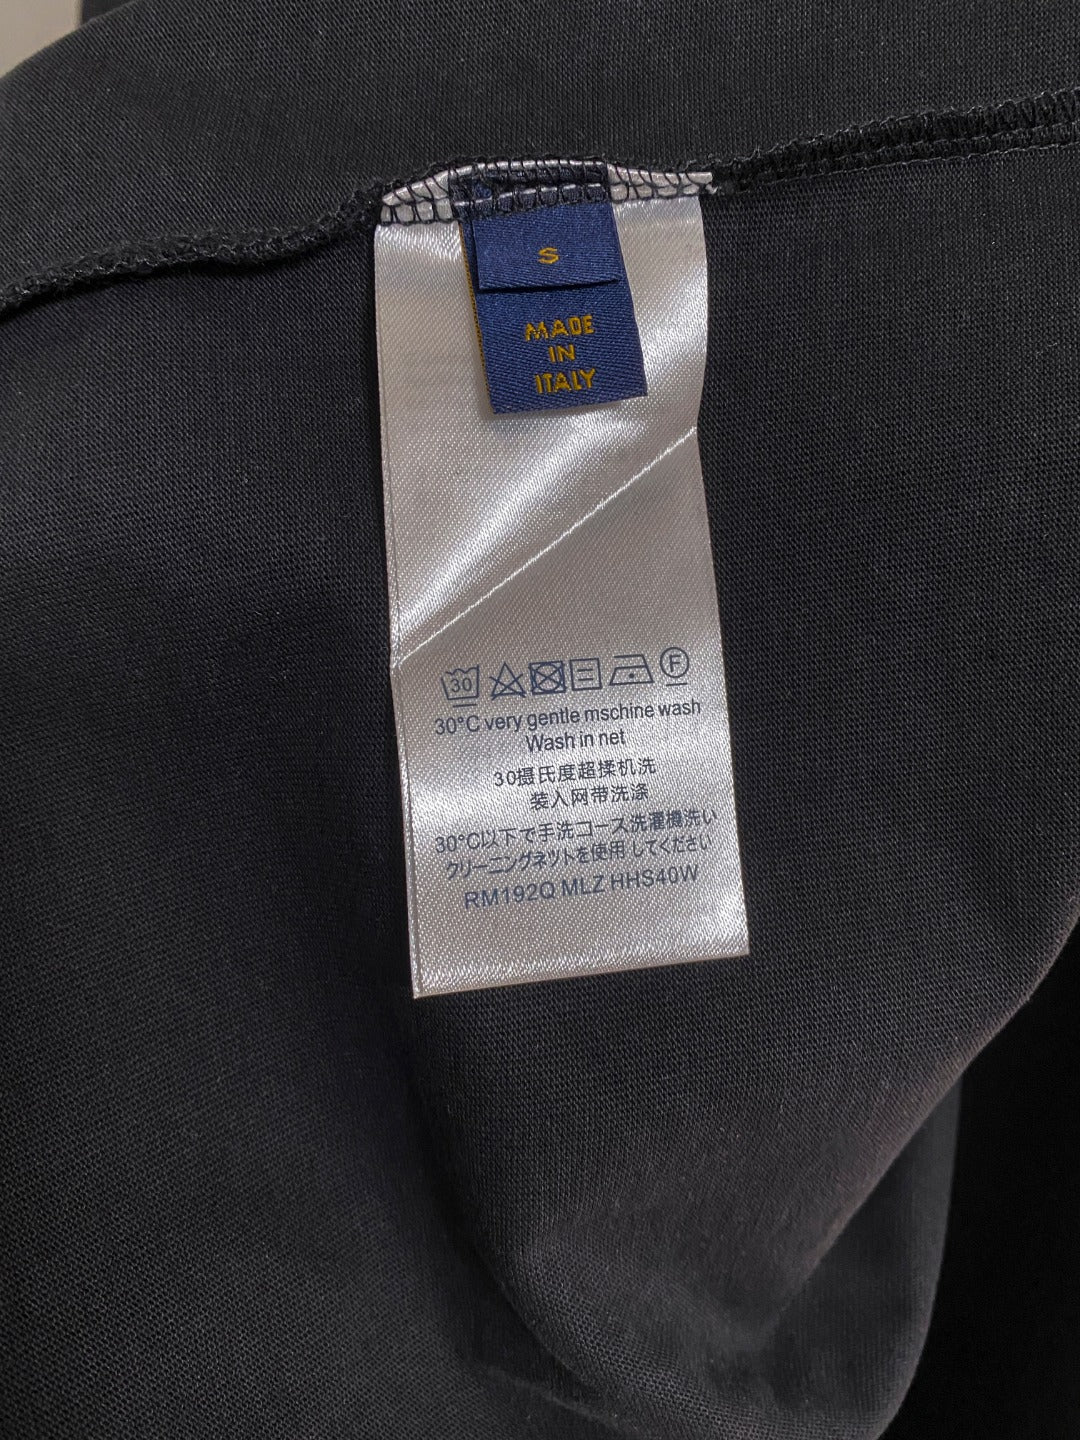 S
MADE
IN
ITALY
30 F
30°C very gentle mschine wash
Wash in net
30摄氏度超揉机洗
装入网带洗涤
30°C以下で手洗コース洗濯樽洗い
クリーニングネットを使用 してください
RM192Q MLZ HHS40W